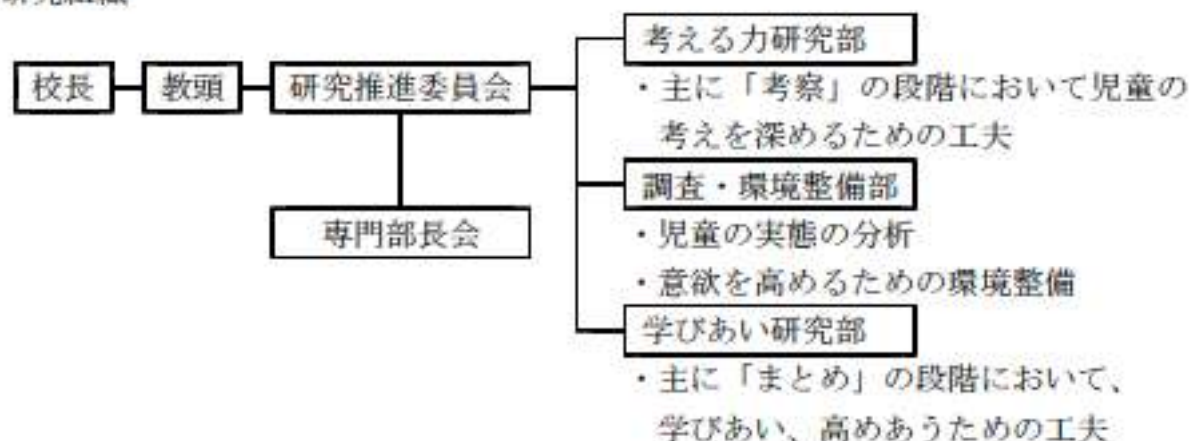 校長
教頭
研究推進委員会
専門部長会
考える力研究部
・主に「考察」の段階において児童の
考えを深めるための工夫
調査・環境整備部
・児童の実態の分析
・意欲を高めるための環境整備
学びあい研究部
・主に「まとめ」の段階において、
学びあい、高めあうための工夫